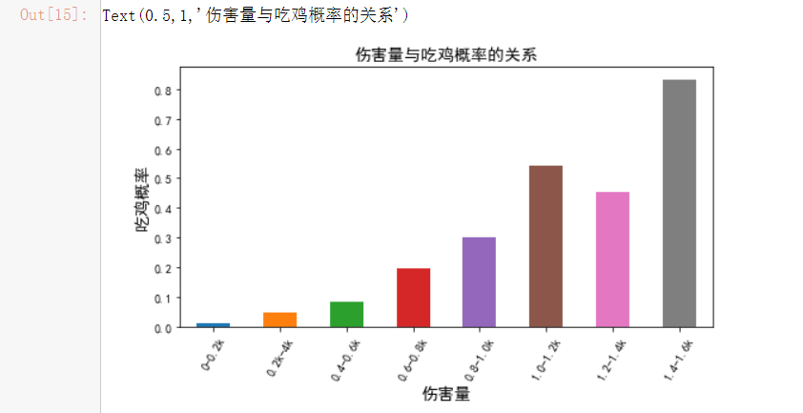 Out[15]: Text(0.5,1,'伤害量与吃鸡概率的关系')
伤害量与吃鸡概率的关系
吃鸡概率
0.8
0.7
0.6
0.5
0.4
0.3
0.2
0.1
0.0
0-0.2k
0.2k-4k
0.4-0.6k
0.6-0.8k
0.8-1.0k
1.0-1.2k
1.2-1.4k
1.4-1.6k
伤害量